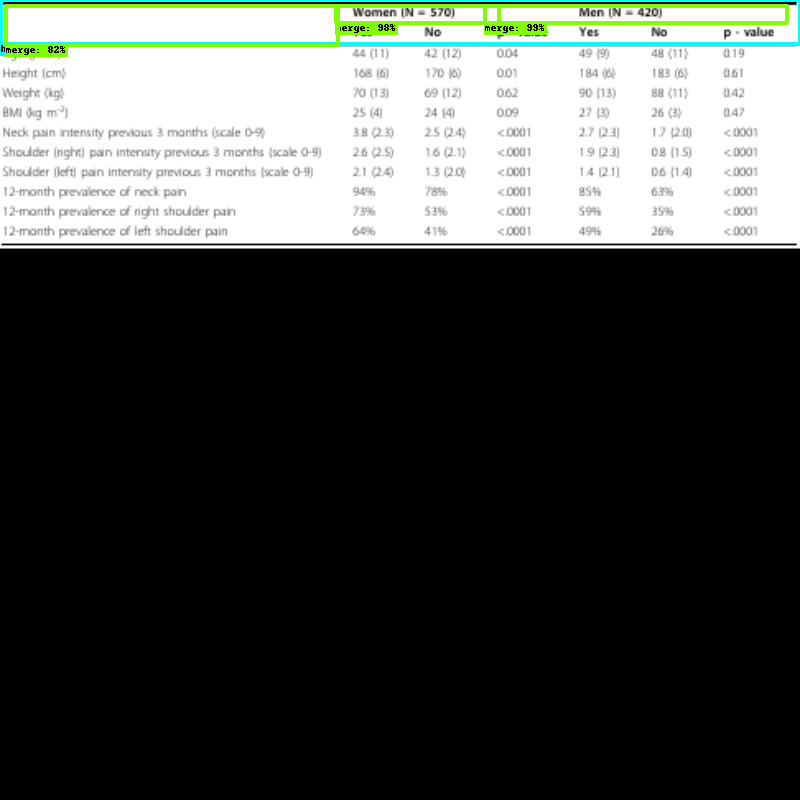 Women (N = 570) Men (N = 420)
merge: 98% merge: 99%
No Yes No p - value
merge: 82%
44 (11) 42 (12) 0.04 49 (9) 48 (11) 0.19
Height (cm) 168 (6) 170 (6) 0.01 184 (6) 183 (6) 0.61
Weight (kg) 70 (13) 69 (12) 0.62 90 (13) 88 (11) 0.42
BMI (kg m⁻²) 25 (4) 24 (4) 0.09 27 (3) 26 (3) 0.47
Neck pain intensity previous 3 months (scale 0-9) 3.8 (2.3) 2.5 (2.4) <.0001 2.7 (2.3) 1.7 (2.0) <.0001
Shoulder (right) pain intensity previous 3 months (scale 0-9) 2.6 (2.5) 1.6 (2.1) <.0001 1.9 (2.3) 0.8 (1.5) <.0001
Shoulder (left) pain intensity previous 3 months (scale 0-9) 2.1 (2.4) 1.3 (2.0) <.0001 1.4 (2.1) 0.6 (1.4) <.0001
12-month prevalence of neck pain 94% 78% <.0001 85% 63% <.0001
12-month prevalence of right shoulder pain 73% 53% <.0001 59% 35% <.0001
12-month prevalence of left shoulder pain 64% 41% <.0001 49% 26% <.0001